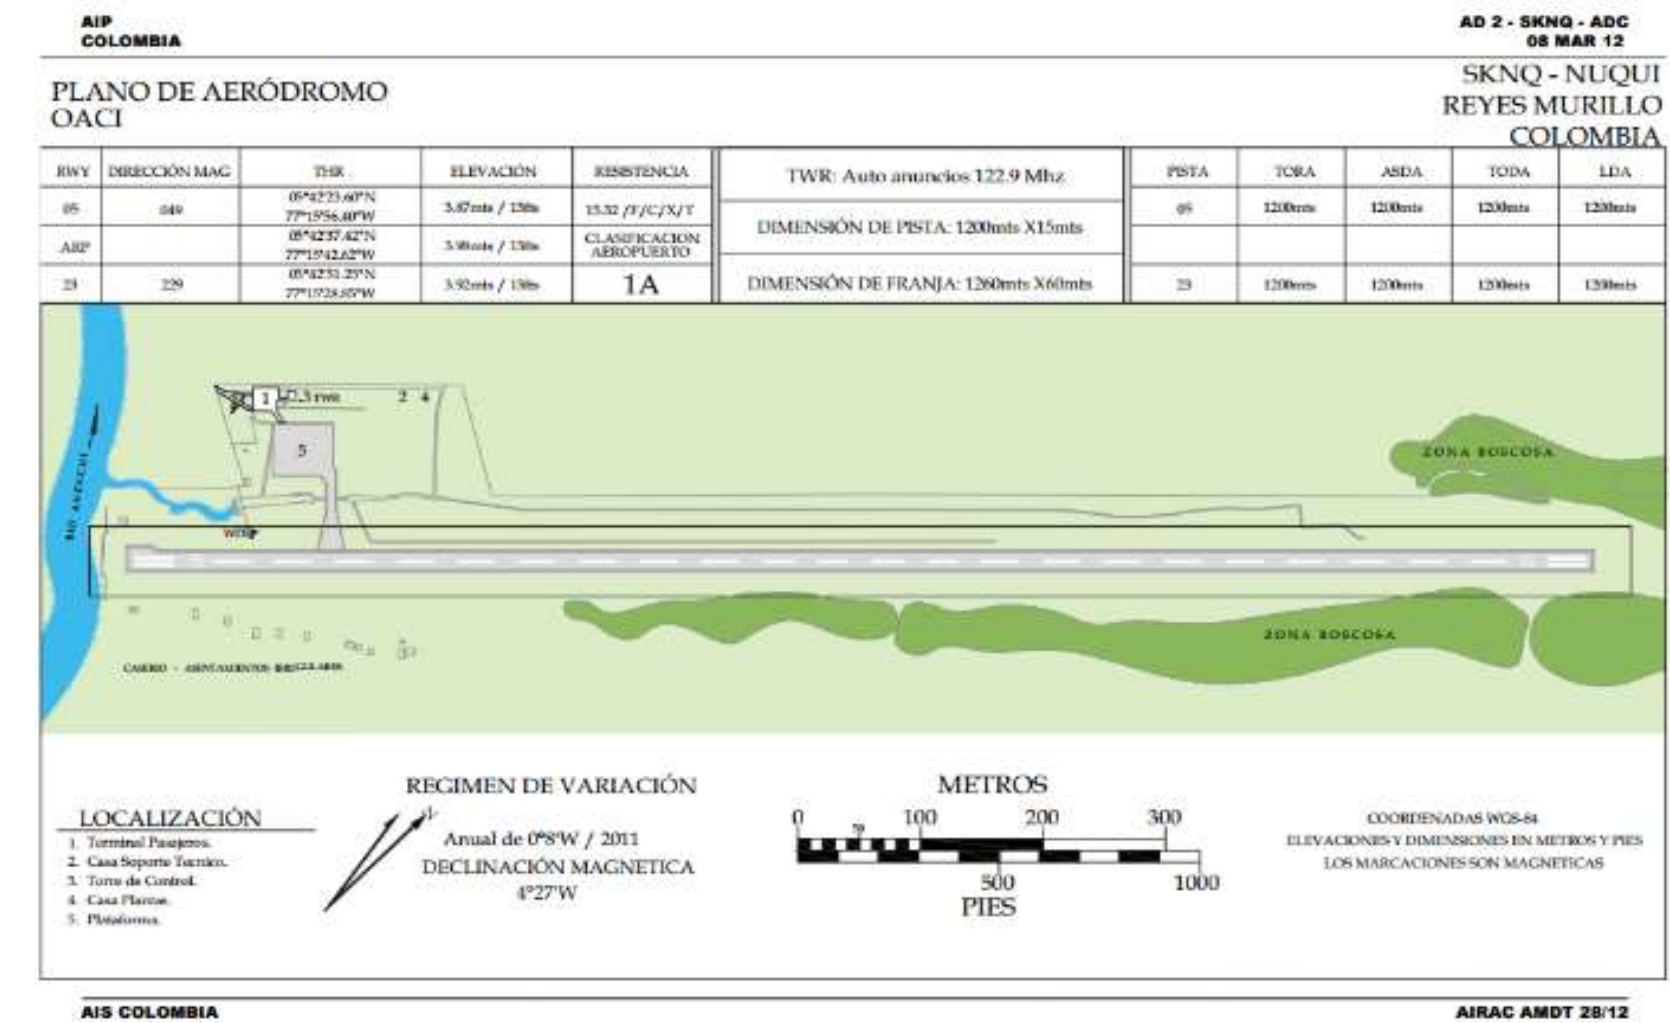 AIP
COLOMBIA
AD 2 - SKNQ - ADC
08 MAR 12
PLANO DE AERÓDROMO
OACI
SKNQ - NUQUI
REYES MURILLO
COLOMBIA
RWY DIRECCIÓN MAG THR ELEVACIÓN RESISTENCIA
05 049 05°42'23.60"N 77°15'56.40"W 3.87mts / 13fts 15.32 /F/C/X/T
ARP 05°42'37.42"N 77°15'42.62"W 3.98mts / 13fts CLASIFICACION AEROPUERTO
23 229 05°42'51.25"N 3.92mts / 13fts 1A
TWR: Auto anuncios 122.9 Mhz
DIMENSIÓN DE PISTA: 1200mts X15mts
DIMENSIÓN DE FRANJA: 1260mts X60mts
PISTA TORA ASDA TODA LDA
05 1200mts 1200mts 1200mts 1200mts
23 1200mts 1200mts 1200mts 1200mts
1
3 TWR
2 4
5
ZONA BOSCOSA
RIO
ZONA BOSCOSA
CASERIO - ASENTAMIENTOS
REGIMEN DE VARIACIÓN
Anual de 0°8'W / 2011
DECLINACIÓN MAGNETICA
4°27'W
LOCALIZACIÓN
1. Terminal Pasajeros.
2. Casa Soporte Tecnico.
3. Torre de Control.
4. Casa Plantas.
5. Plataforma.
METROS
0 50 100 200 300
500 1000
PIES
COORDENADAS WGS-84
ELEVACIONES Y DIMENSIONES EN METROS Y PIES
LOS MARCACIONES SON MAGNETICAS
AIS COLOMBIA
AIRAC AMDT 28/12